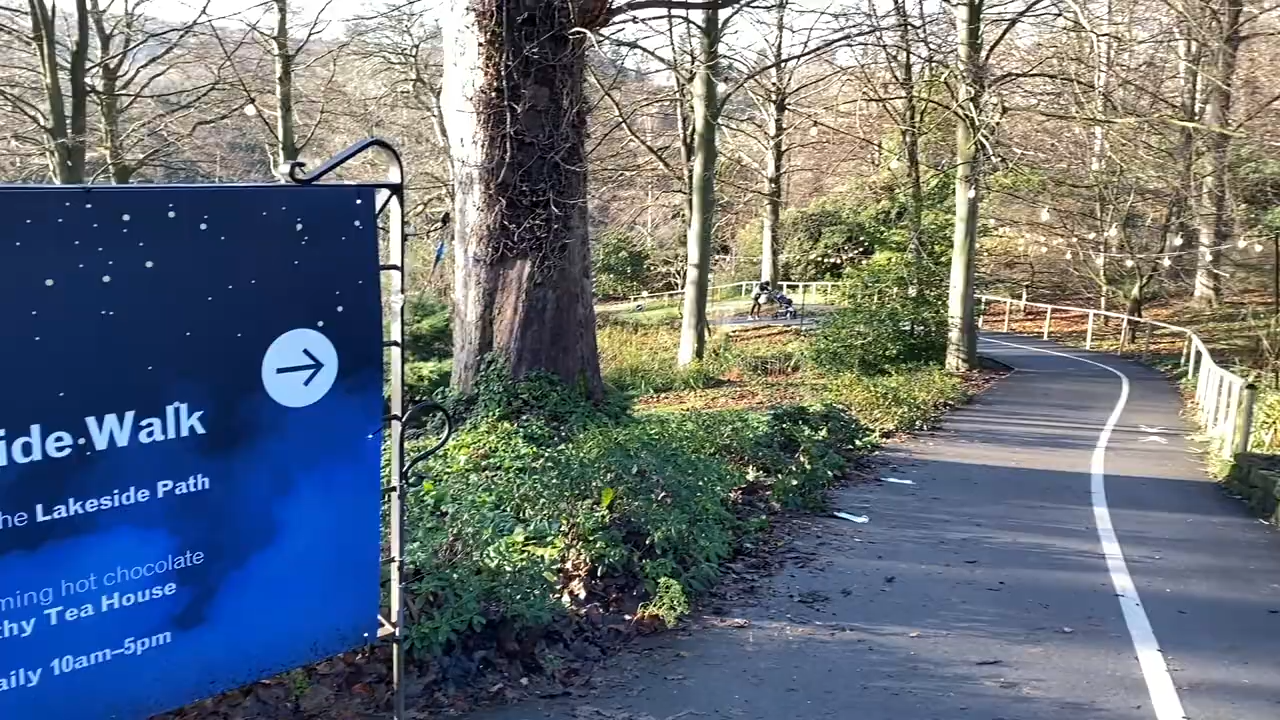 ide Walk
he Lakeside Path
ming hot chocolate
thy Tea House
aily 10am–5pm